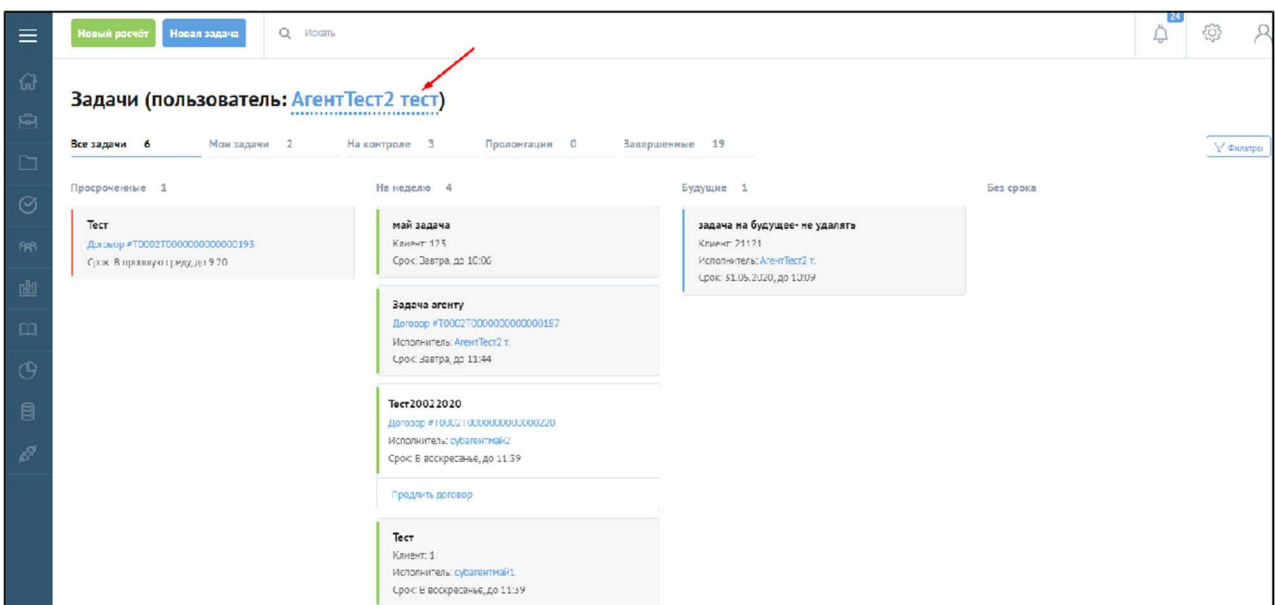 24
Новый расчёт Новая задача Искать
Задачи (пользователь: АгентТест2 тест)
Все задачи 6 Мои задачи 2 На контроле 3 Пролонгации 0 Завершенные 19 Фильтры
Просроченные 1
Тест
Договор #T0002T0000000000000193
Срок: В прошлую среду, до 9:20
На неделю 4
май задача
Клиент: 123
Срок: Завтра, до 10:06
Задача агенту
Договор #T0002T0000000000000187
Исполнитель: АгентТест2 т.
Срок: Завтра, до 11:44
Тест20022020
Договор #T0002T0000000000000220
Исполнитель: субагентмай2
Срок: В воскресенье, до 11:39
Продлить договор
Тест
Клиент: 1
Исполнитель: субагентмай1
Срок: В воскресенье, до 11:39
Будущие 1
задача на будущее- не удалять
Клиент: 21121
Исполнитель: АгентТест2 т.
Срок: 31.05.2020, до 10:09
Без срока